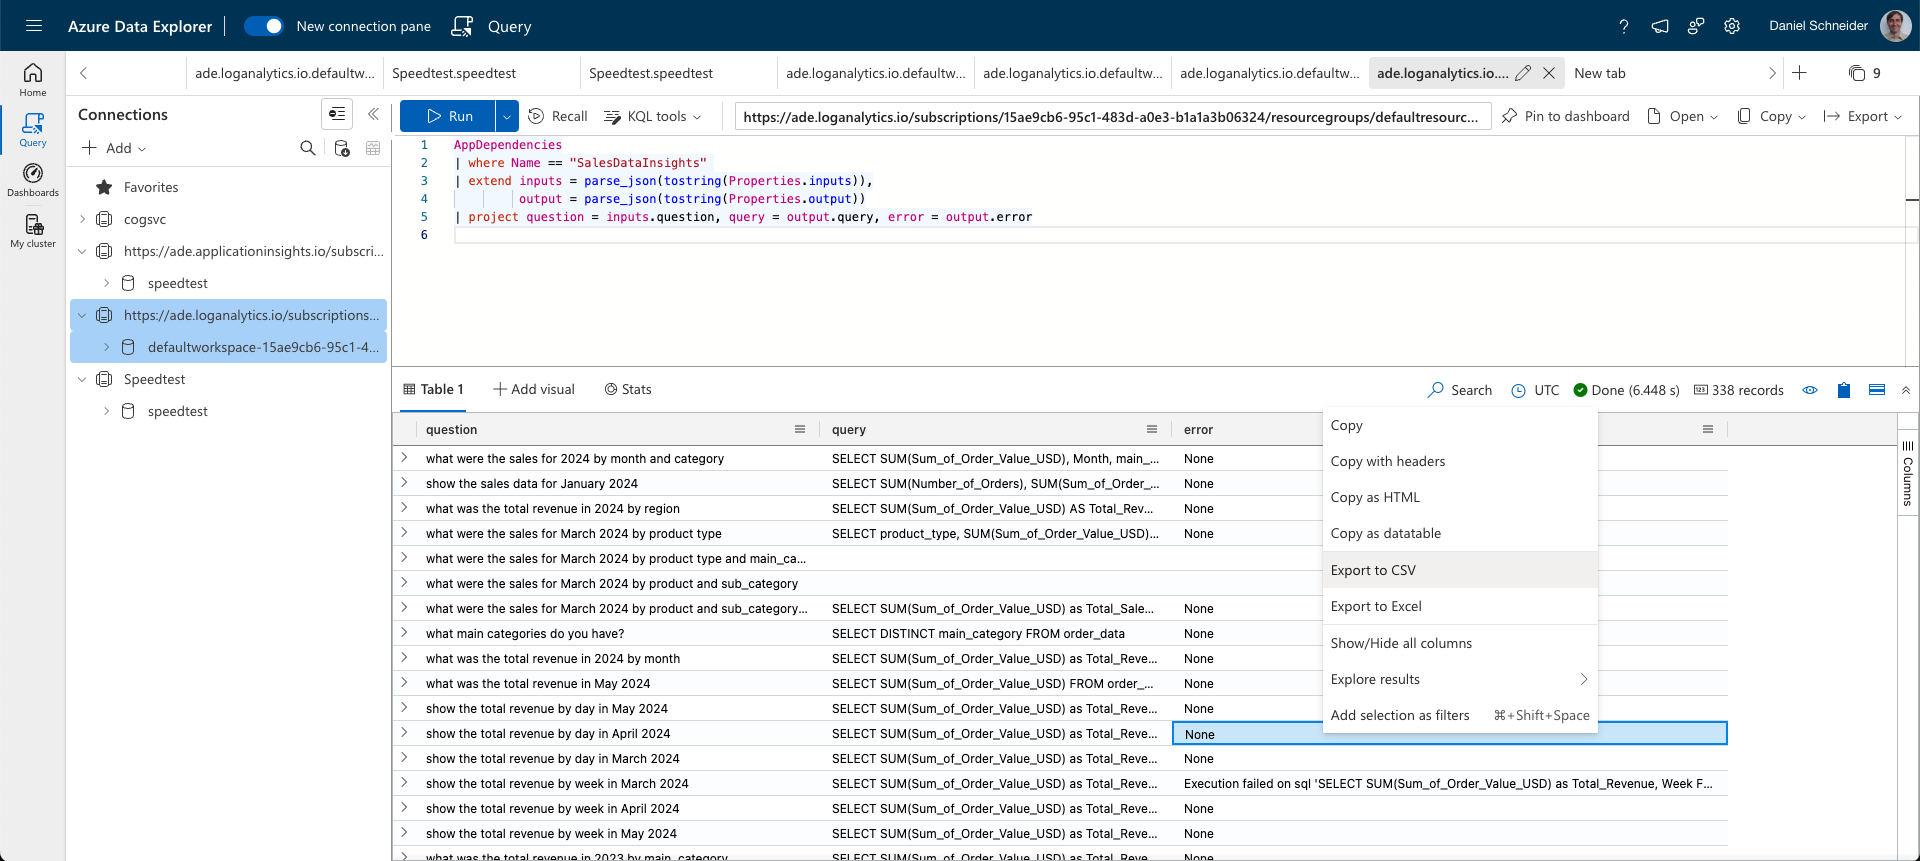 Azure Data Explorer
New connection pane
Query
Daniel Schneider
Home
Query
Dashboards
My cluster
ade.loganalytics.io.defaultw...
Speedtest.speedtest
Speedtest.speedtest
ade.loganalytics.io.defaultw...
ade.loganalytics.io.defaultw...
ade.loganalytics.io.defaultw...
ade.loganalytics.io....
New tab
9
Connections
Add
Favorites
cogsvc
https://ade.applicationinsights.io/subscri...
speedtest
https://ade.loganalytics.io/subscriptions...
defaultworkspace-15ae9cb6-95c1-4...
Speedtest
speedtest
Run
Recall
KQL tools
https://ade.loganalytics.io/subscriptions/15ae9cb6-95c1-483d-a0e3-b1a1a3b06324/resourcegroups/defaultresourc...
Pin to dashboard
Open
Copy
Export
1 AppDependencies
2 | where Name == "SalesDataInsights"
3 | extend inputs = parse_json(tostring(Properties.inputs)),
4 output = parse_json(tostring(Properties.output))
5 | project question = inputs.question, query = output.query, error = output.error
6
Table 1
Add visual
Stats
Search
UTC
Done (6.448 s)
338 records
question query error
what were the sales for 2024 by month and category SELECT SUM(Sum_of_Order_Value_USD), Month, main_... None
show the sales data for January 2024 SELECT SUM(Number_of_Orders), SUM(Sum_of_Order_... None
what was the total revenue in 2024 by region SELECT SUM(Sum_of_Order_Value_USD) AS Total_Rev... None
what were the sales for March 2024 by product type SELECT product_type, SUM(Sum_of_Order_Value_USD)... None
what were the sales for March 2024 by product type and main_ca...
what were the sales for March 2024 by product and sub_category
what were the sales for March 2024 by product and sub_category... SELECT SUM(Sum_of_Order_Value_USD) as Total_Sale... None
what main categories do you have? SELECT DISTINCT main_category FROM order_data None
what was the total revenue in 2024 by month SELECT SUM(Sum_of_Order_Value_USD) as Total_Reve... None
what was the total revenue in May 2024 SELECT SUM(Sum_of_Order_Value_USD) FROM order_... None
show the total revenue by day in May 2024 SELECT SUM(Sum_of_Order_Value_USD) as Total_Reve... None
show the total revenue by day in April 2024 SELECT SUM(Sum_of_Order_Value_USD) as Total_Reve... None
show the total revenue by day in March 2024 SELECT SUM(Sum_of_Order_Value_USD) as Total_Reve... None
show the total revenue by week in March 2024 SELECT SUM(Sum_of_Order_Value_USD) as Total_Reve... Execution failed on sql 'SELECT SUM(Sum_of_Order_Value_USD) as Total_Revenue, Week F...
show the total revenue by week in April 2024 SELECT SUM(Sum_of_Order_Value_USD) as Total_Reve... None
show the total revenue by week in May 2024 SELECT SUM(Sum_of_Order_Value_USD) as Total_Reve... None
what was the total revenue in 2023 by main_category SELECT SUM(Sum_of_Order_Value_USD) as Total_Reve... None
Copy
Copy with headers
Copy as HTML
Copy as datatable
Export to CSV
Export to Excel
Show/Hide all columns
Explore results
Add selection as filters ⌘+Shift+Space
Columns